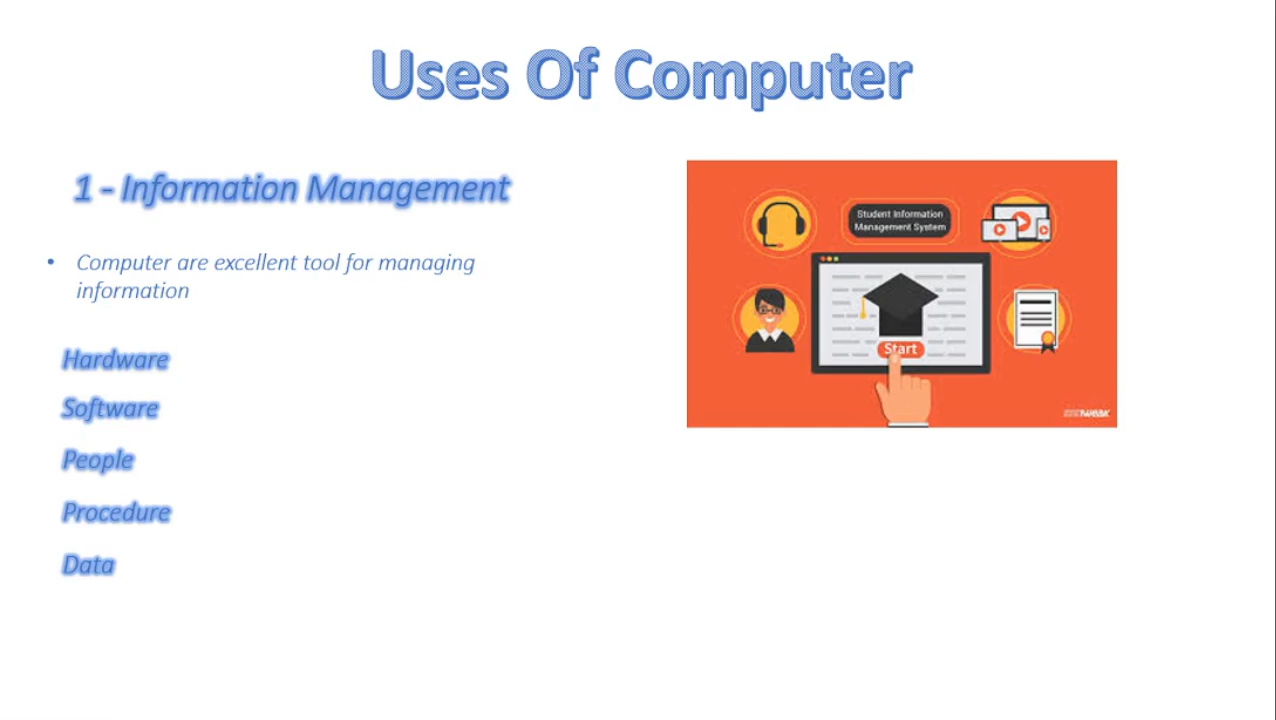 Uses Of Computer
1 - Information Management
• Computer are excellent tool for managing
information
Hardware
Software
People
Procedure
Data
Student Information
Management System
Start